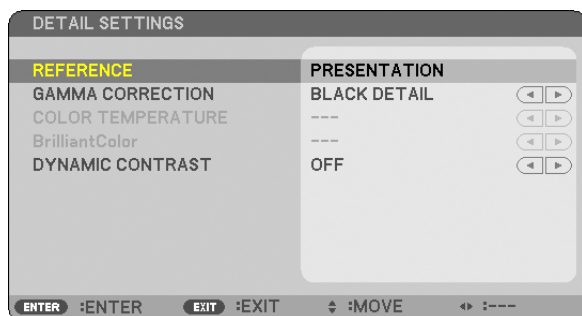 DETAIL SETTINGS
REFERENCE PRESENTATION
GAMMA CORRECTION BLACK DETAIL
COLOR TEMPERATURE ---
BrilliantColor ---
DYNAMIC CONTRAST OFF
ENTER :ENTER EXIT :EXIT :MOVE :---